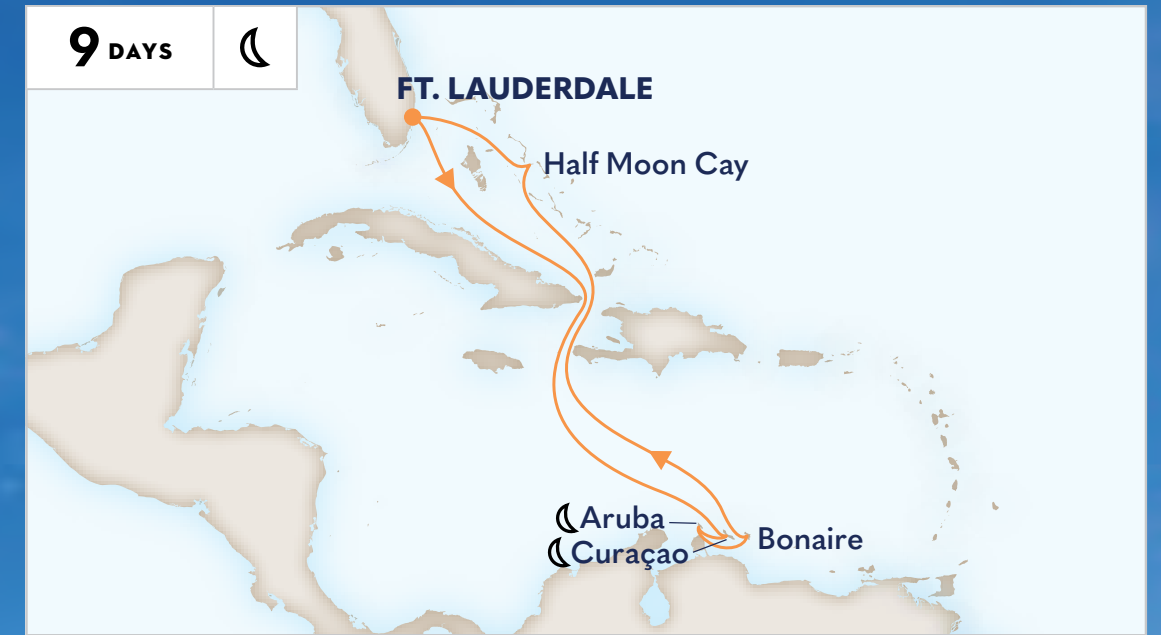 9 DAYS
FT. LAUDERDALE
Half Moon Cay
Aruba
Curaçao
Bonaire